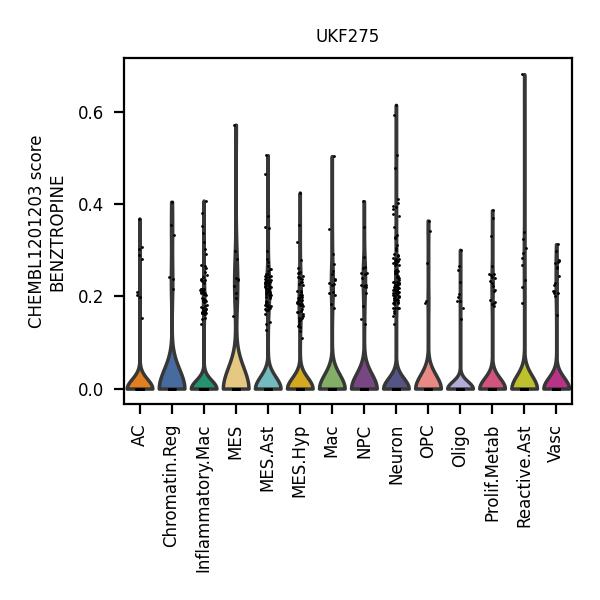 UKF275
CHEMBL1201203 score
BENZTROPINE
0.6
0.4
0.2
0.0
AC
Chromatin.Reg
Inflammatory.Mac
MES
MES.Ast
MES.Hyp
Mac
NPC
Neuron
OPC
Oligo
Prolif.Metab
Reactive.Ast
Vasc